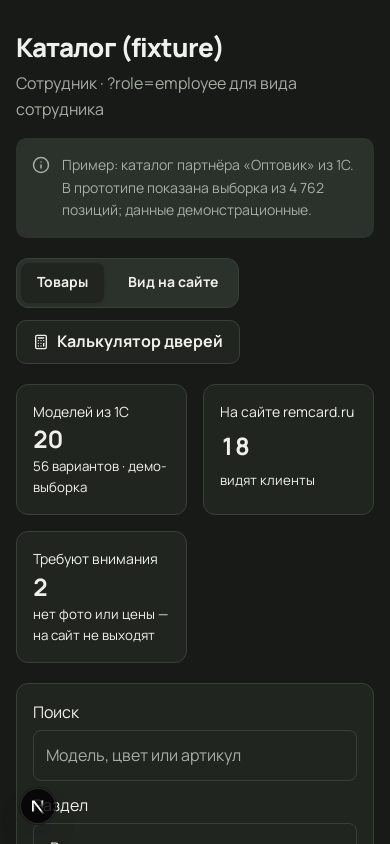 Каталог (fixture)
Сотрудник · ?role=employee для вида
сотрудника
Пример: каталог партнёра «Оптовик» из 1С.
В прототипе показана выборка из 4 762
позиций; данные демонстрационные.
Товары
Вид на сайте
Калькулятор дверей
Моделей из 1С
20
56 вариантов · демо-
выборка
На сайте remcard.ru
18
видят клиенты
Требуют внимания
2
нет фото или цены —
на сайт не выходят
Поиск
Модель, цвет или артикул
N